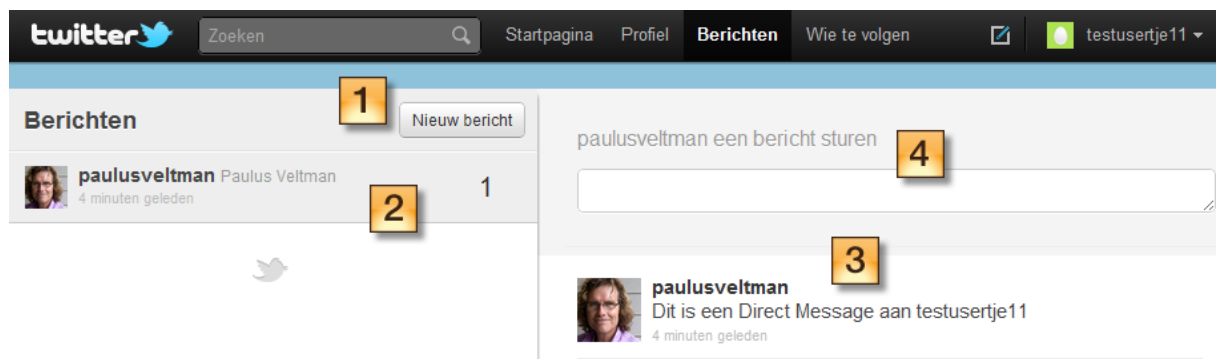 twitter
Zoeken
Startpagina Profiel Berichten Wie te volgen testusertje11
1
Berichten
Nieuw bericht
paulusveltman Paulus Veltman
4 minuten geleden
1
2
paulusveltman een bericht sturen
4
3
paulusveltman
Dit is een Direct Message aan testusertje11
4 minuten geleden